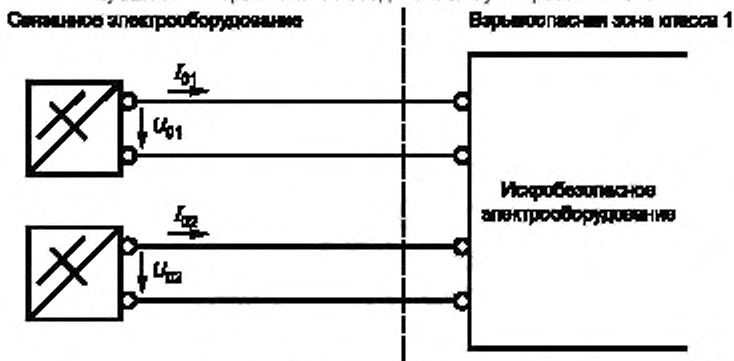 Связанное электрооборудование
Взрывоопасная зона класса 1
I01
U01
Искробезопасное
электрооборудование
I02
U02